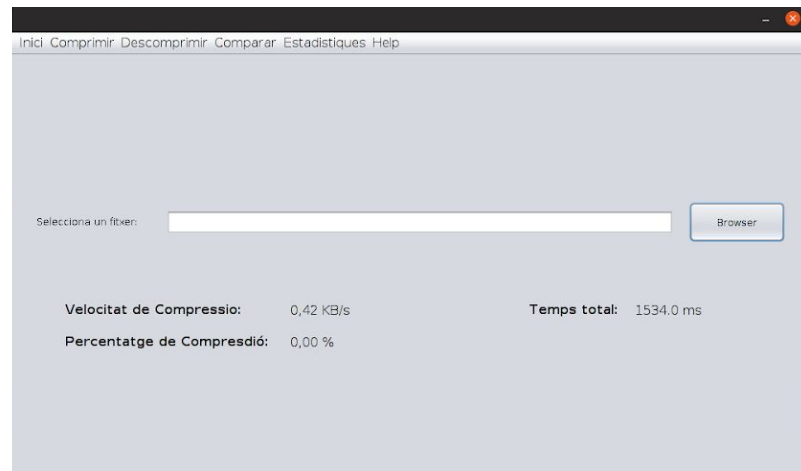 Inici Comprimir Descomprimir Comparar Estadistiques Help
Selecciona un fitxer: Browser
Velocitat de Compressio: 0,42 KB/s Temps total: 1534.0 ms
Percentatge de Compresdió: 0,00 %